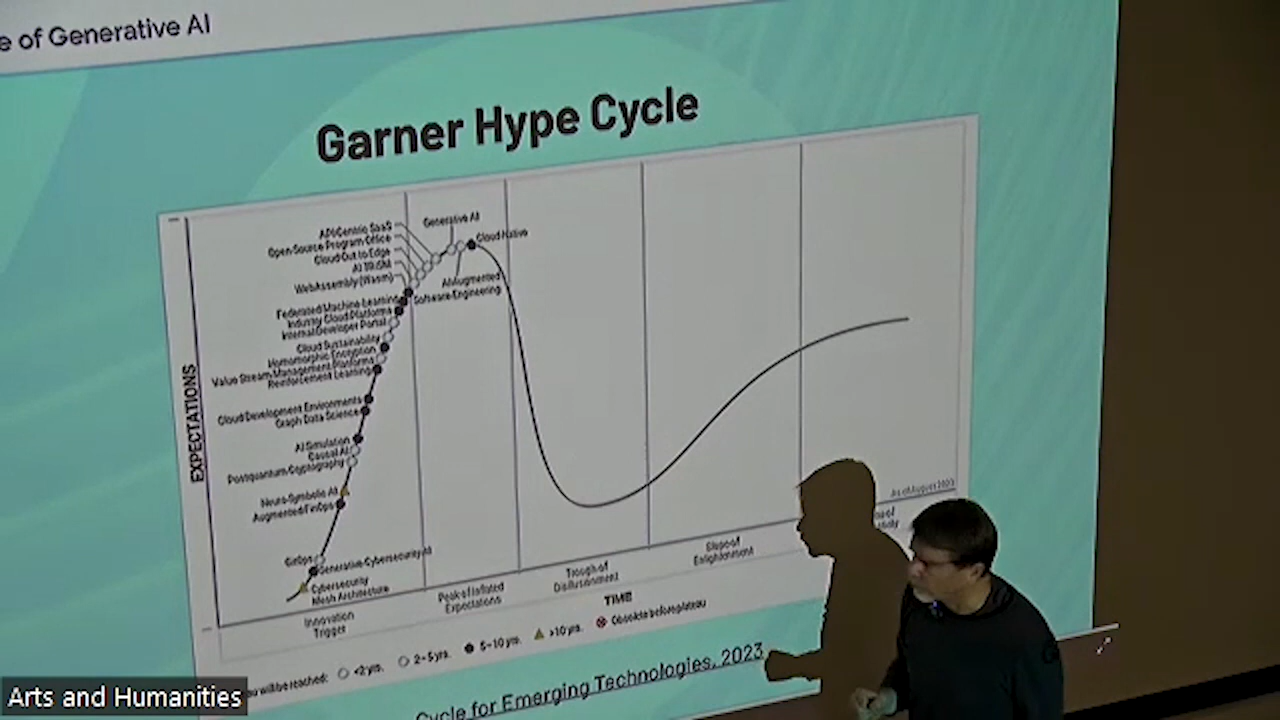 e of Generative AI
Garner Hype Cycle
API-Centric SaaS
Open-Source Program Office
Cloud-Out to Edge
AI TRiSM
WebAssembly (Wasm)
Federated Machine Learning
Industry Cloud Platforms
Internal Developer Portal
Cloud Sustainability
Homomorphic Encryption
Value Stream Management Platforms
Reinforcement Learning
Cloud Development Environments
Graph Data Science
AI Simulation
Causal AI
Postquantum Cryptography
Neuro-Symbolic AI
Augmented FinOps
GitOps
Generative Cybersecurity AI
Cybersecurity
Mesh Architecture
Generative AI
Cloud Native
AI-Augmented
Software Engineering
EXPECTATIONS
As of August 2023
Innovation
Trigger
Peak of Inflated
Expectations
Trough of
Disillusionment
Slope of
Enlightenment
TIME
will be reached:
<2 yrs.
2-5 yrs.
5-10 yrs.
>10 yrs.
Obsolete before plateau
Cycle for Emerging Technologies, 2023
Arts and Humanities